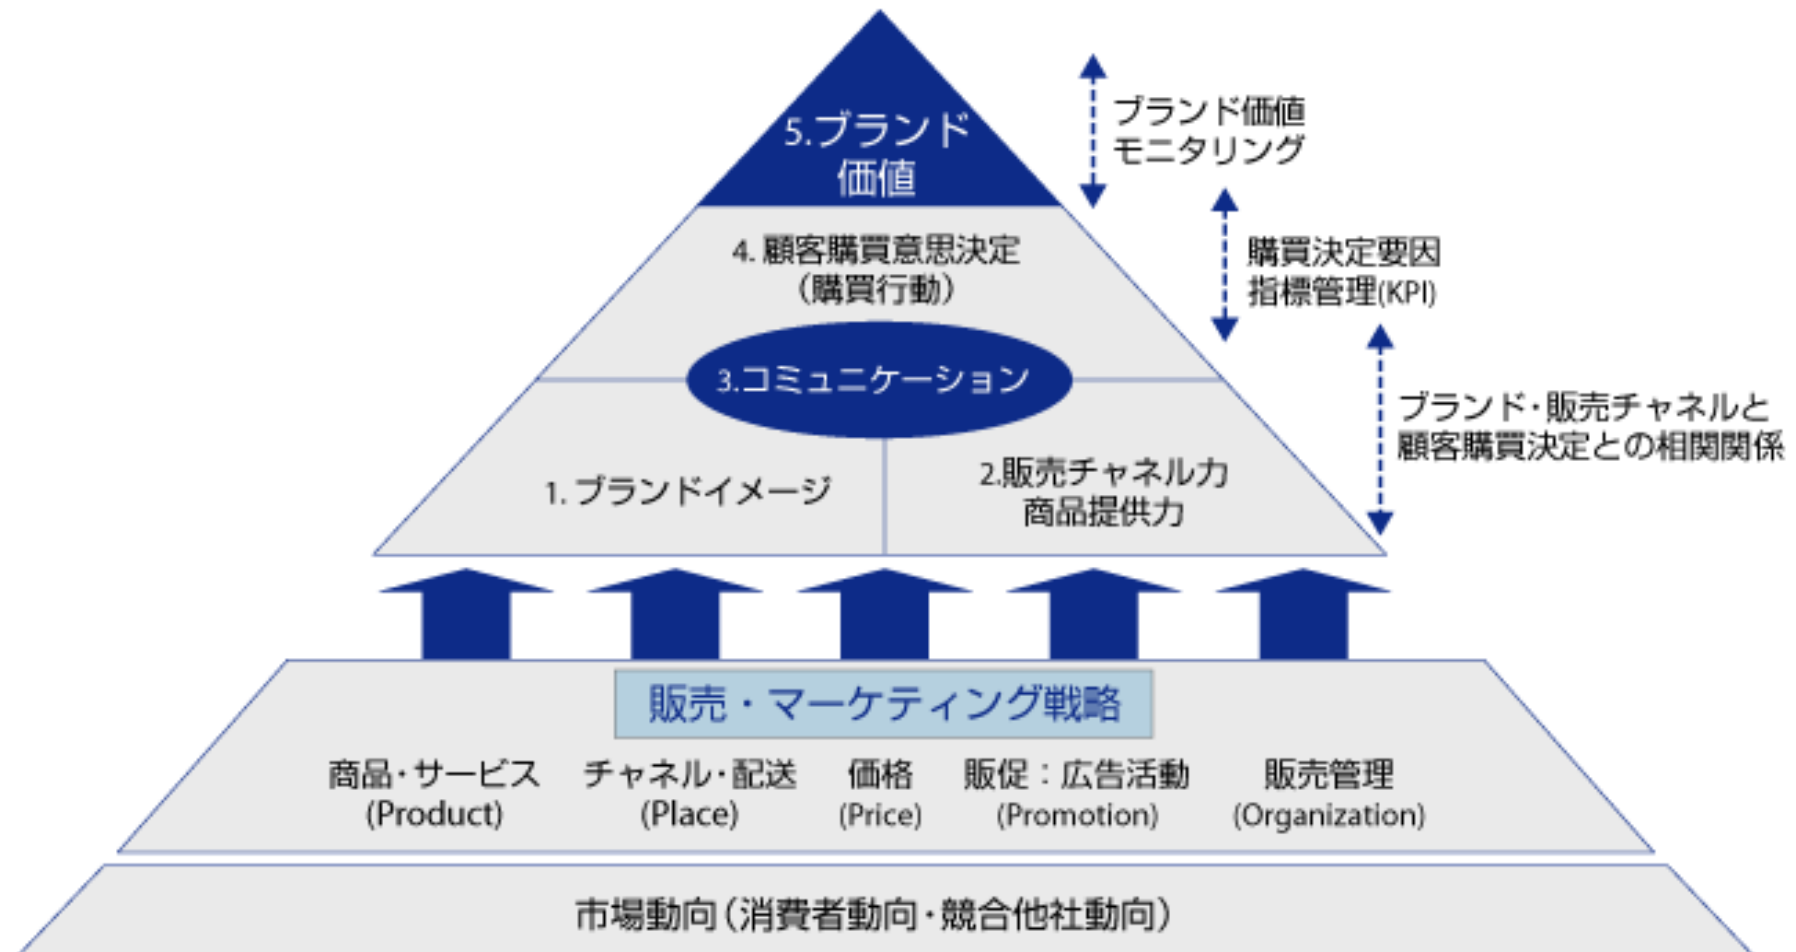 5.ブランド
価値
ブランド価値
モニタリング
4. 顧客購買意思決定
(購買行動)
購買決定要因
指標管理(KPI)
3.コミュニケーション
ブランド・販売チャネルと
顧客購買決定との相関関係
1. ブランドイメージ
2.販売チャネル力
商品提供力
販売・マーケティング戦略
商品・サービス
(Product)
チャネル・配送
(Place)
価格
(Price)
販促：広告活動
(Promotion)
販売管理
(Organization)
市場動向(消費者動向・競合他社動向)